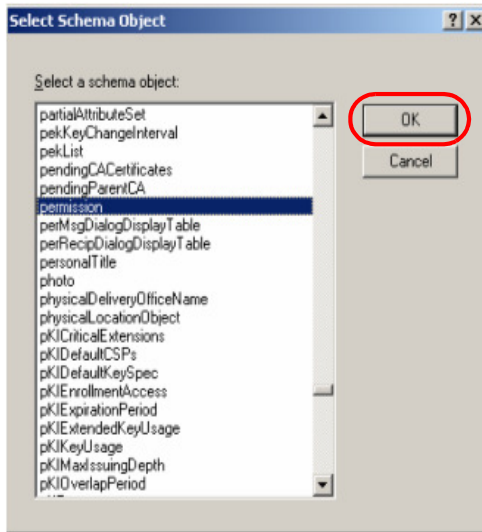 Select Schema Object
Select a schema object:
partialAttributeSet
pekKeyChangeInterval
pekList
pendingCACertificates
pendingParentCA
permission
perMsgDialogDisplayTable
perRecipDialogDisplayTable
personalTitle
photo
physicalDeliveryOfficeName
physicalLocationObject
pKICriticalExtensions
pKIDefaultCSPs
pKIDefaultKeySpec
pKIEnrollmentAccess
pKIExpirationPeriod
pKIExtendedKeyUsage
pKIKeyUsage
pKIMaxIssuingDepth
pKIOverlapPeriod
OK
Cancel